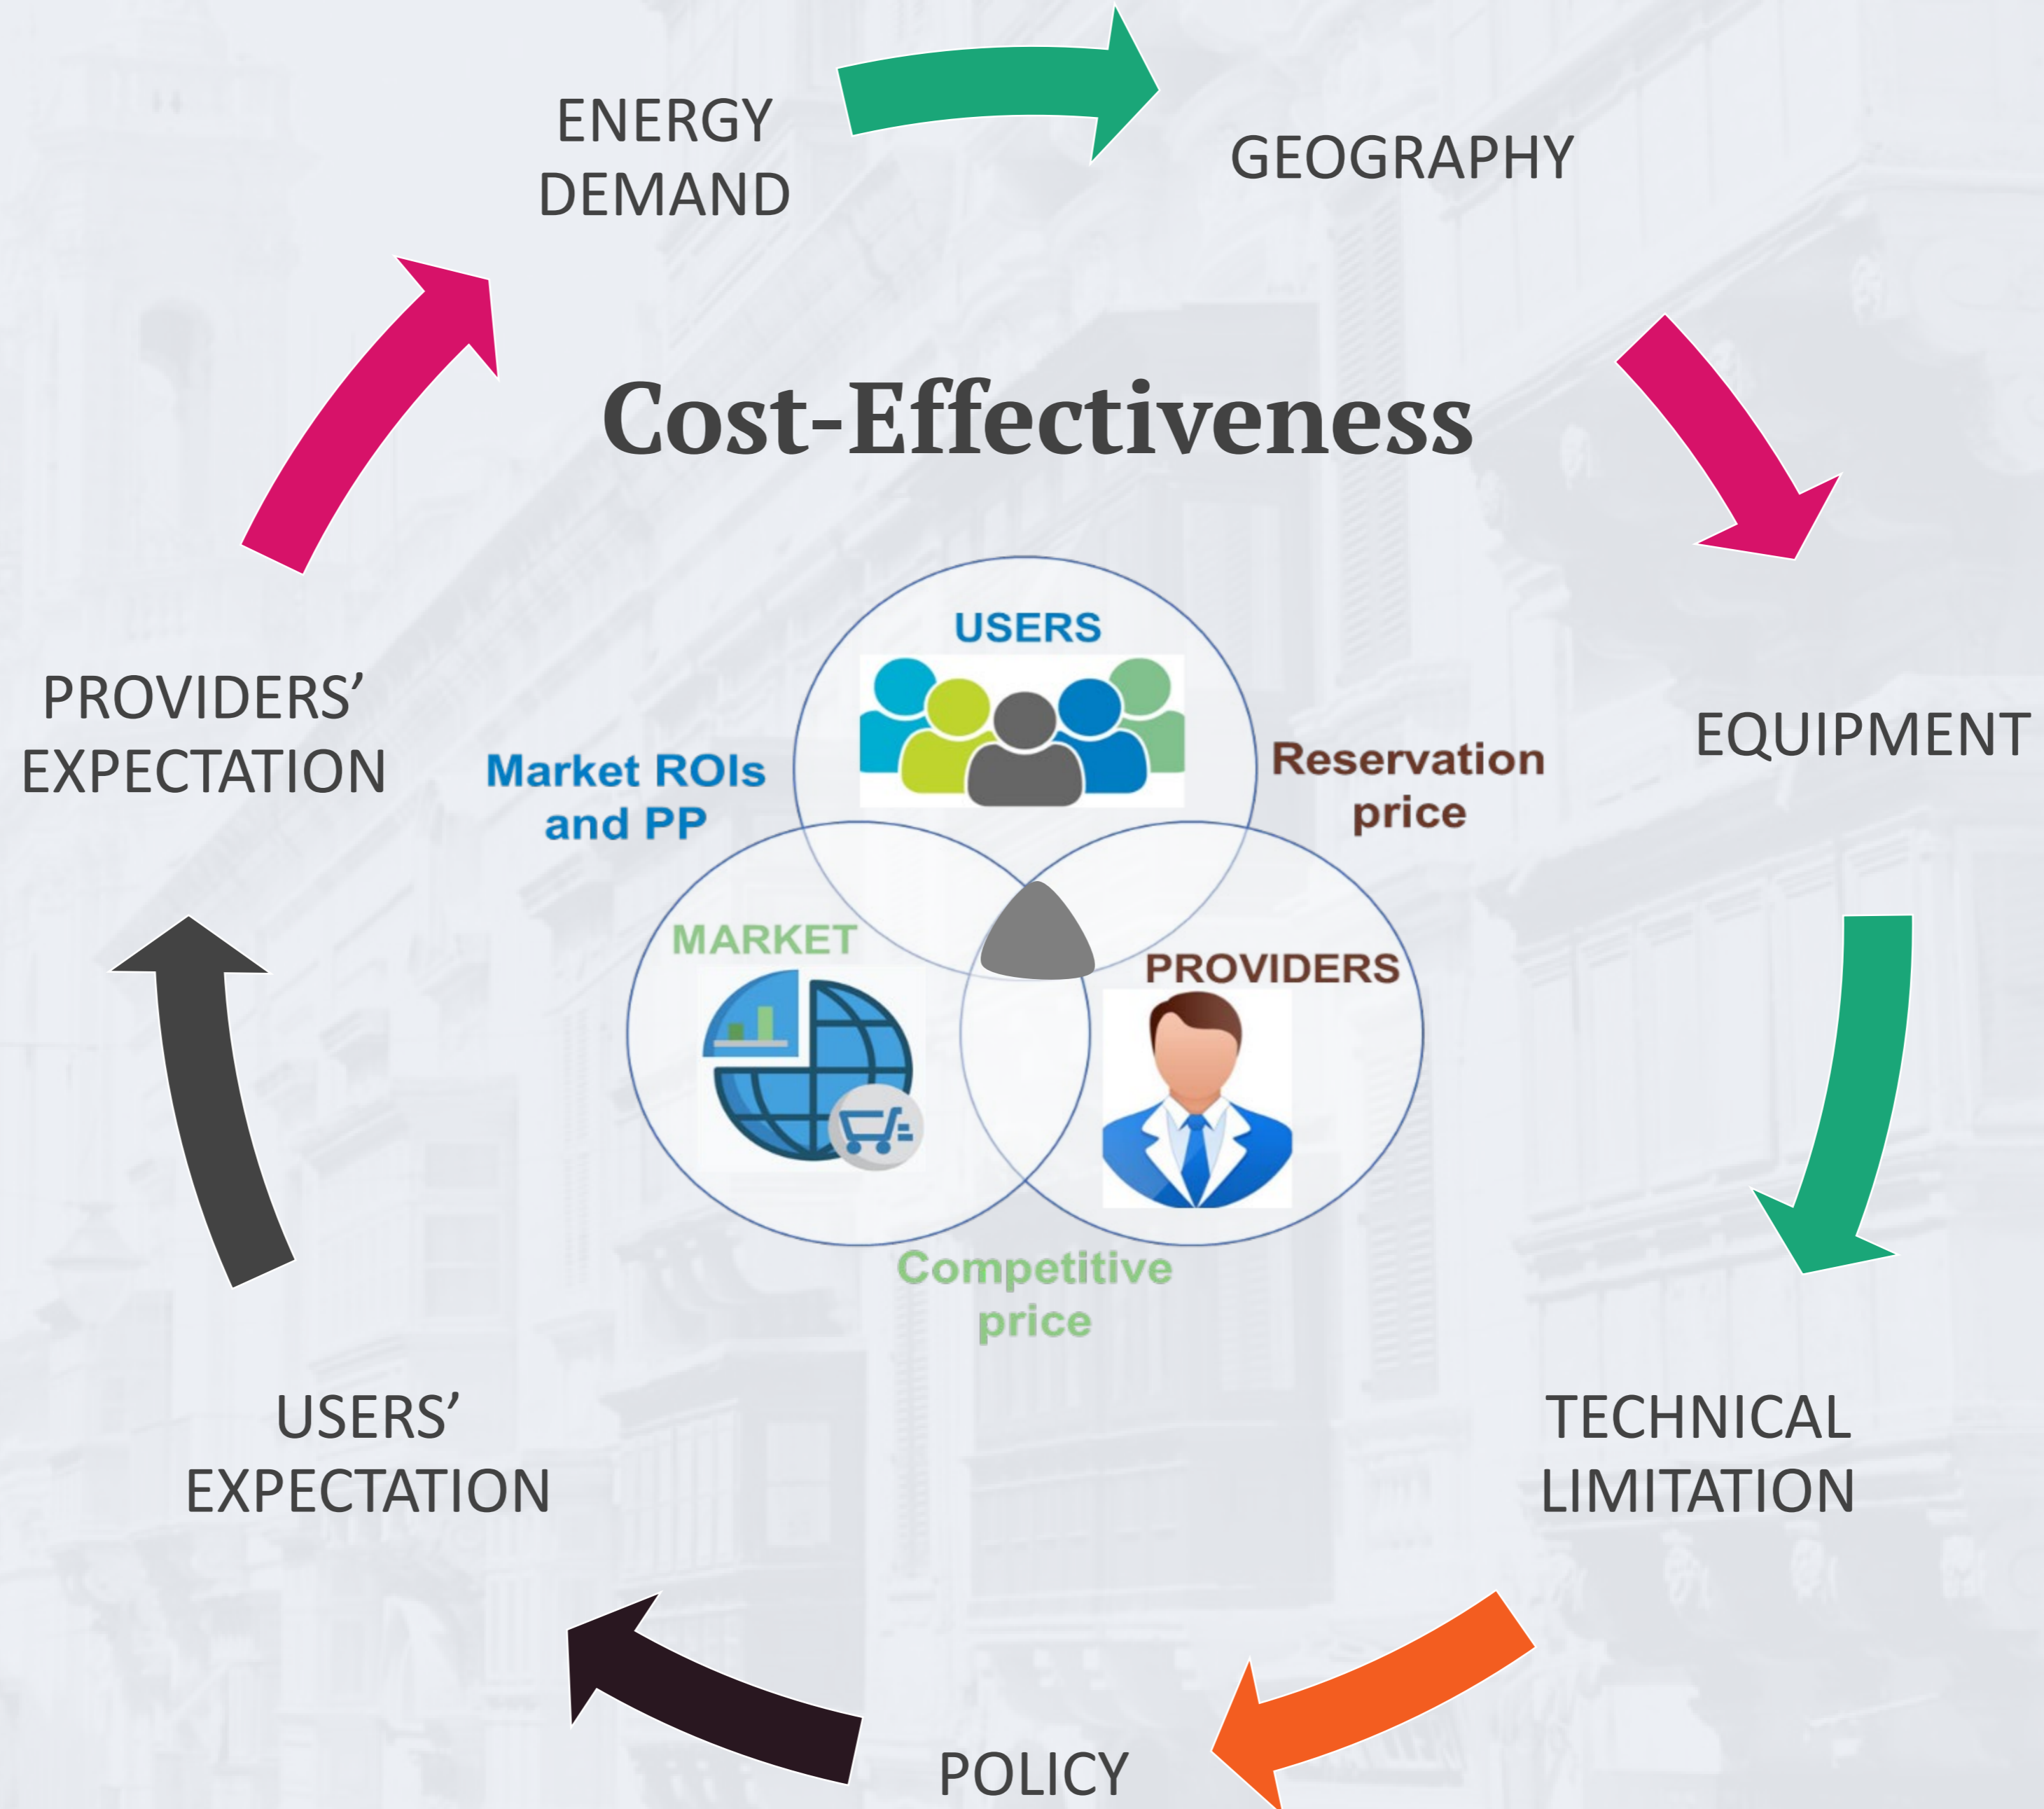 ENERGY
DEMAND
GEOGRAPHY
Cost-Effectiveness
USERS
PROVIDERS’
EXPECTATION
Market ROIs
and PP
Reservation
price
EQUIPMENT
MARKET
PROVIDERS
Competitive
price
USERS’
EXPECTATION
TECHNICAL
LIMITATION
POLICY